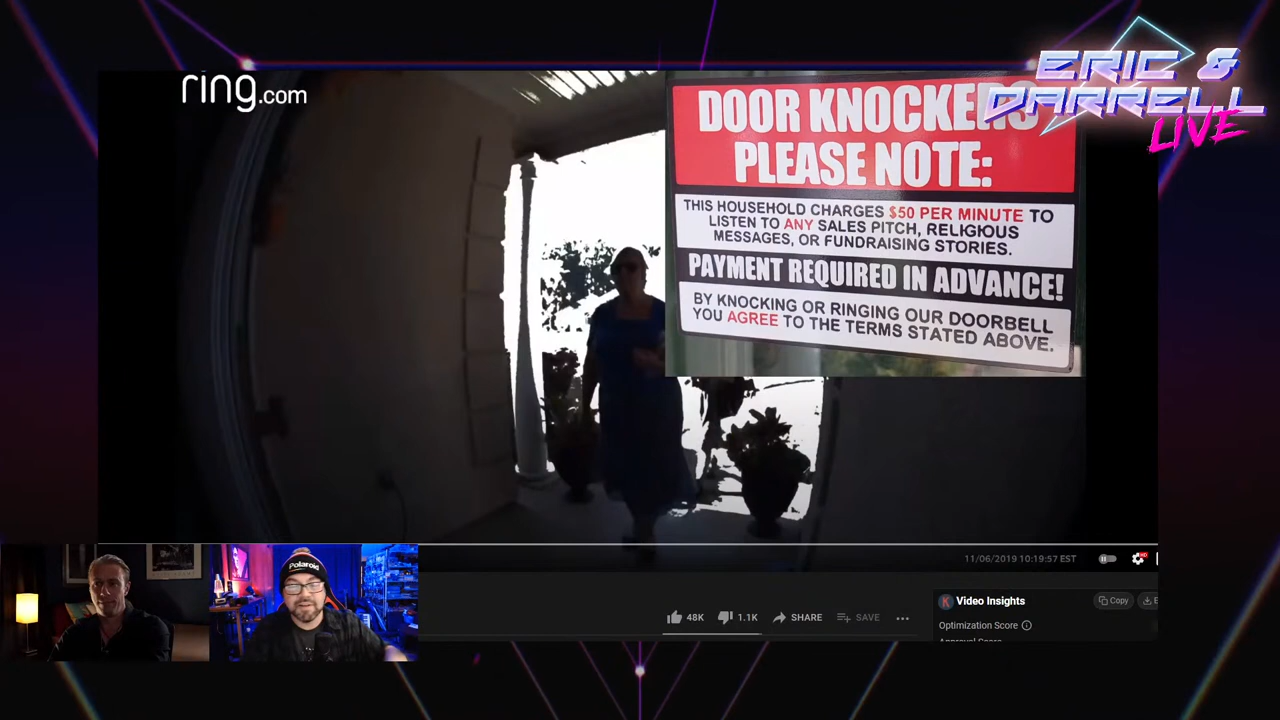 ring.com
ERIC &
DARRELL
LIVE
DOOR KNOCKERS
PLEASE NOTE:
THIS HOUSEHOLD CHARGES $50 PER MINUTE TO
LISTEN TO ANY SALES PITCH, RELIGIOUS
MESSAGES, OR FUNDRAISING STORIES.
PAYMENT REQUIRED IN ADVANCE!
BY KNOCKING OR RINGING OUR DOORBELL
YOU AGREE TO THE TERMS STATED ABOVE.
11/06/2019 10:19:57 EST
HD
Polaroid
48K
1.1K
SHARE
SAVE
K Video Insights
Copy
E
Optimization Score